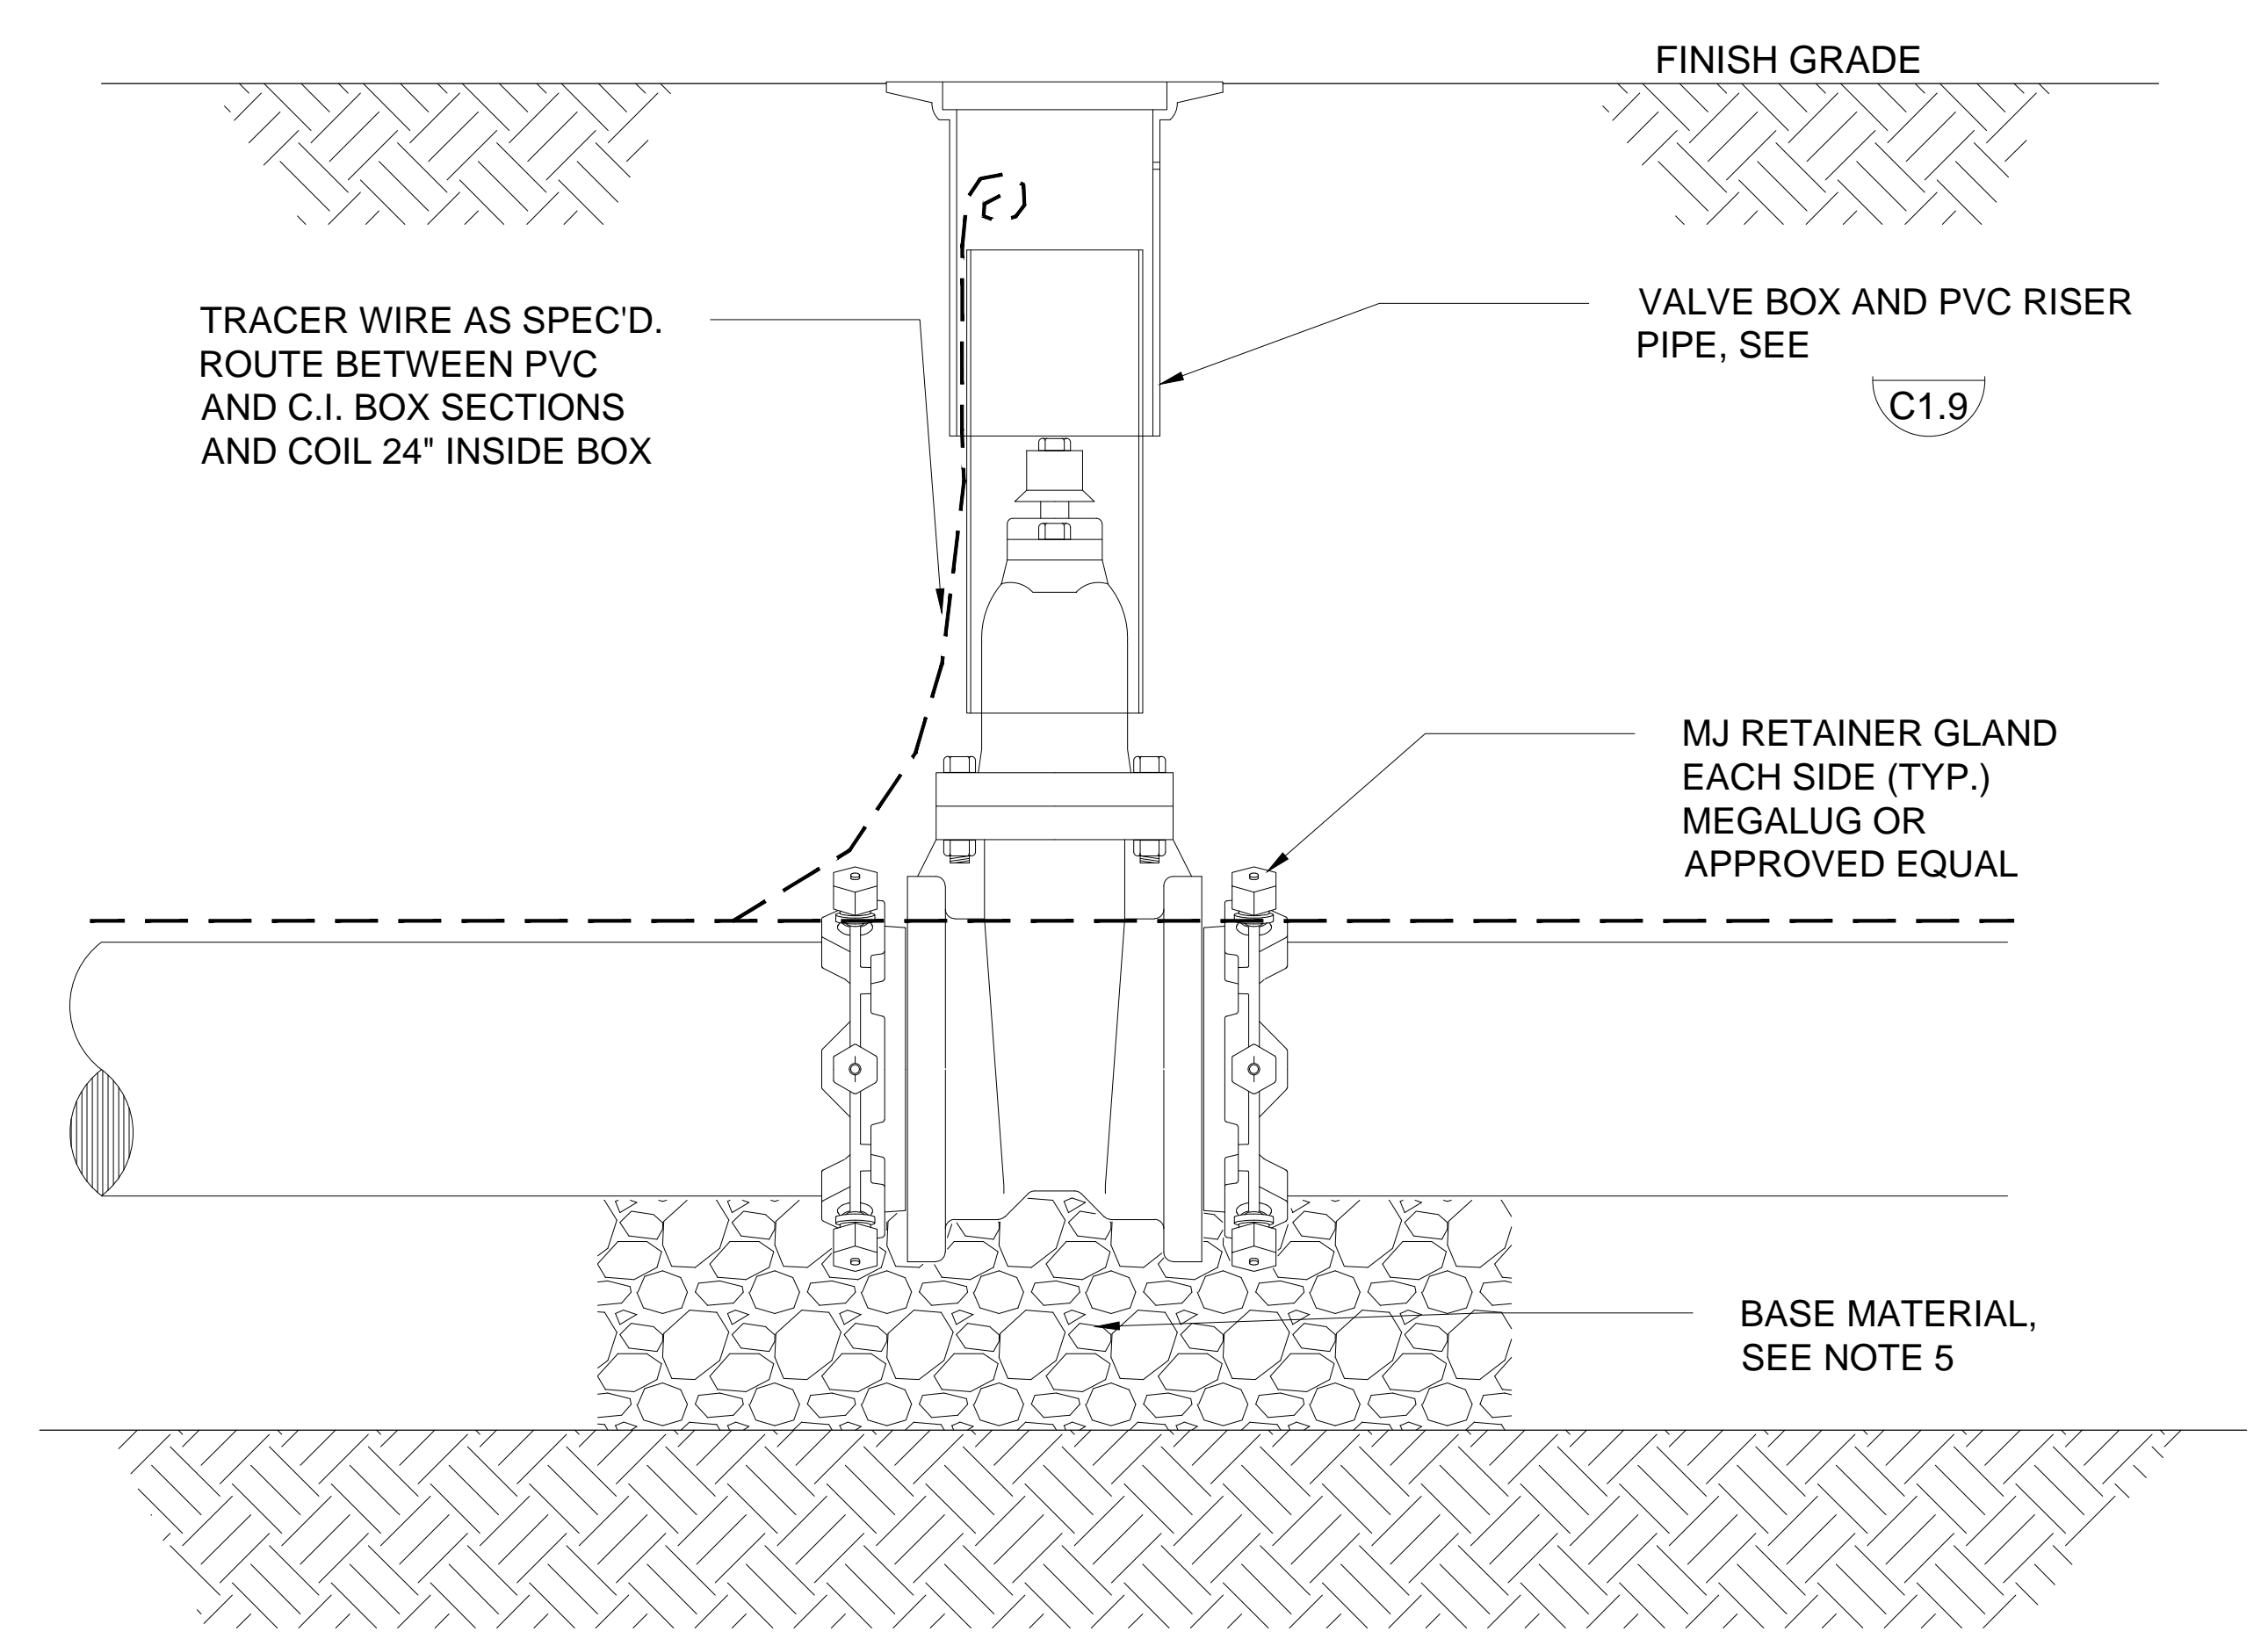 FINISH GRADE
TRACER WIRE AS SPEC'D.
ROUTE BETWEEN PVC
AND C.I. BOX SECTIONS
AND COIL 24" INSIDE BOX
VALVE BOX AND PVC RISER
PIPE, SEE
C1.9
MJ RETAINER GLAND
EACH SIDE (TYP.)
MEGALUG OR
APPROVED EQUAL
BASE MATERIAL,
SEE NOTE 5